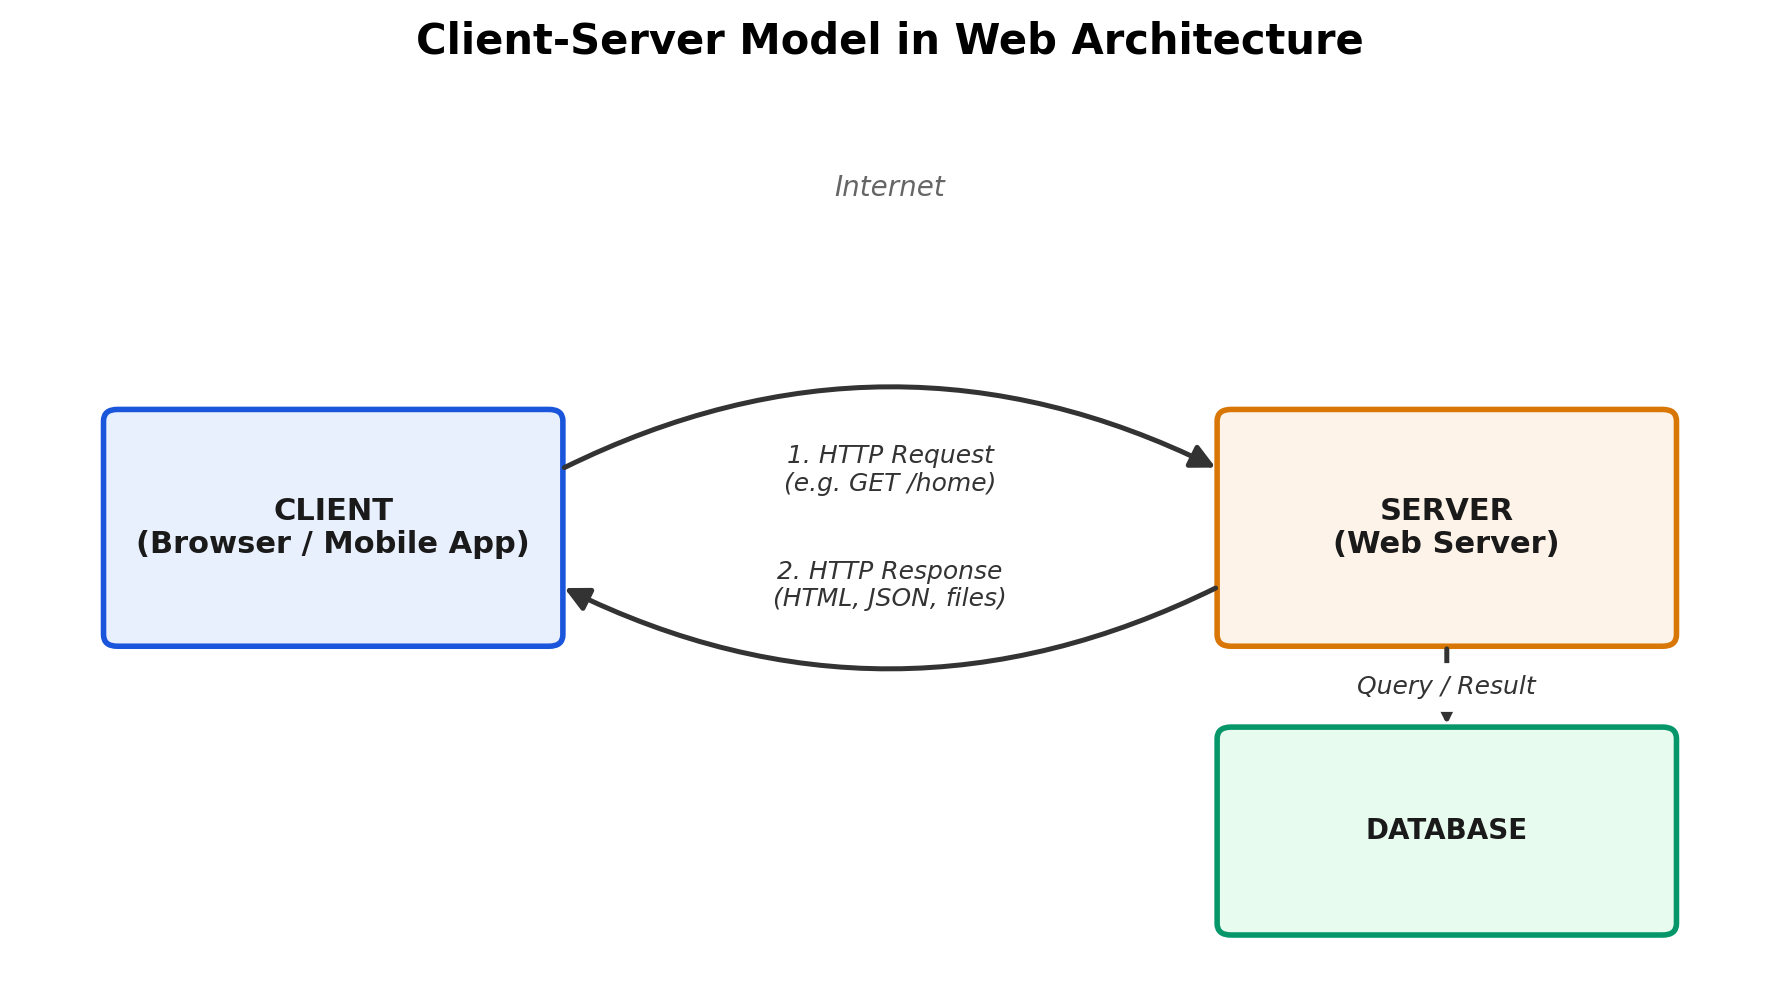 Client-Server Model in Web Architecture
Internet
CLIENT
(Browser / Mobile App)
1. HTTP Request
(e.g. GET /home)
2. HTTP Response
(HTML, JSON, files)
SERVER
(Web Server)
Query / Result
DATABASE